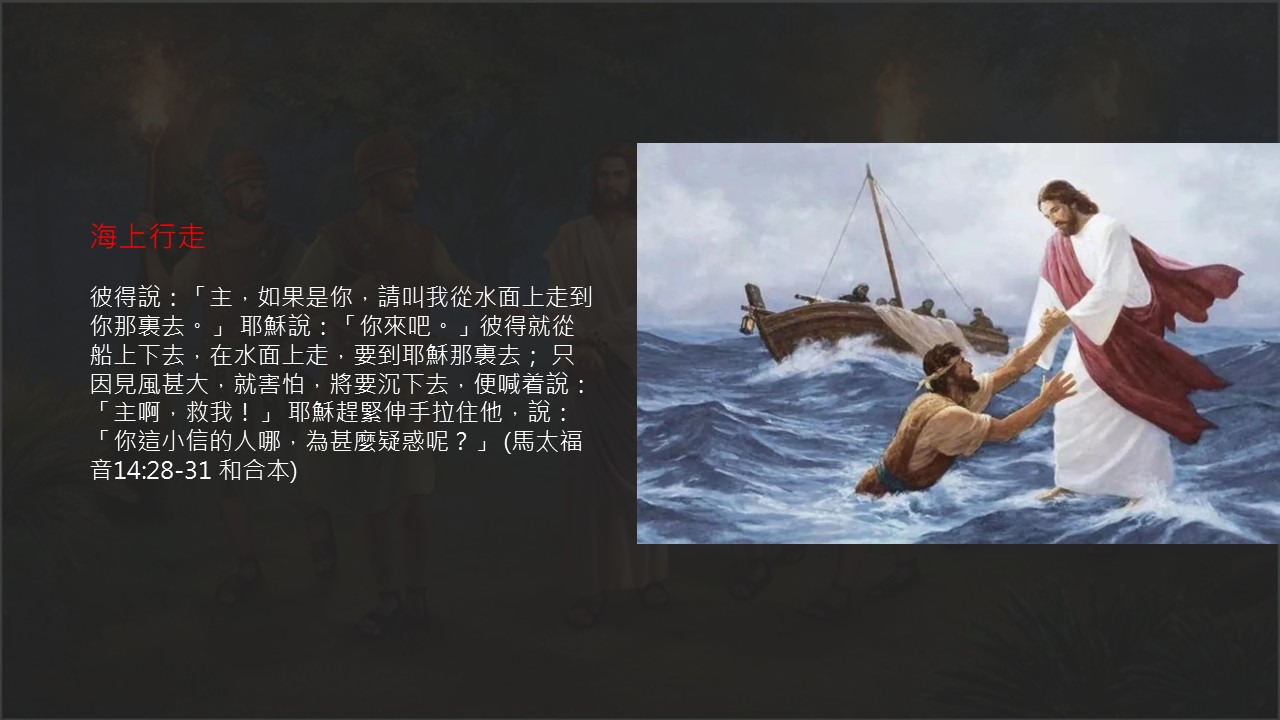 海上行走
彼得說：「主，如果是你，請叫我從水面上走到
你那裏去。」 耶穌說：「你來吧。」彼得就從
船上下去，在水面上走，要到耶穌那裏去； 只
因見風甚大，就害怕，將要沉下去，便喊着說：
「主啊，救我！」 耶穌趕緊伸手拉住他，說：
「你這小信的人哪，為甚麼疑惑呢？」 (馬太福
音14:28-31 和合本)